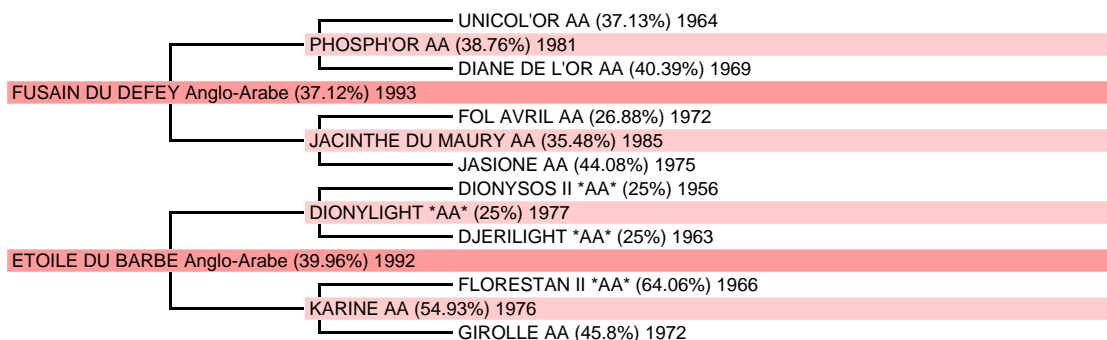 UNICOL'OR AA (37.13%) 1964
PHOSPH'OR AA (38.76%) 1981
DIANE DE L'OR AA (40.39%) 1969
FUSAIN DU DEFEY Anglo-Arabe (37.12%) 1993
FOL AVRIL AA (26.88%) 1972
JACINTHE DU MAURY AA (35.48%) 1985
JASIONE AA (44.08%) 1975
DIONYSOS II *AA* (25%) 1956
DIONYLIGHT *AA* (25%) 1977
DJERILIGHT *AA* (25%) 1963
ETOILE DU BARBE Anglo-Arabe (39.96%) 1992
FLORESTAN II *AA* (64.06%) 1966
KARINE AA (54.93%) 1976
GIROLLE AA (45.8%) 1972